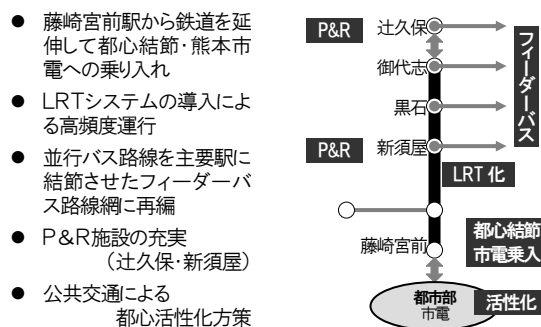 ● 藤崎宮前駅から鉄道を延
伸して都心結節・熊本市
電への乗り入れ
● LRTシステムの導入によ
る高頻度運行
● 並行バス路線を主要駅に
結節させたフィーダーバ
ス路線網に再編
● P&R施設の充実
(辻久保・新須屋)
● 公共交通による
都心活性化方策
P&R
辻久保
御代志
黒石
P&R
新須屋
フィーダーバス
LRT化
藤崎宮前
都心結節
市電乗入
都市部
市電
活性化